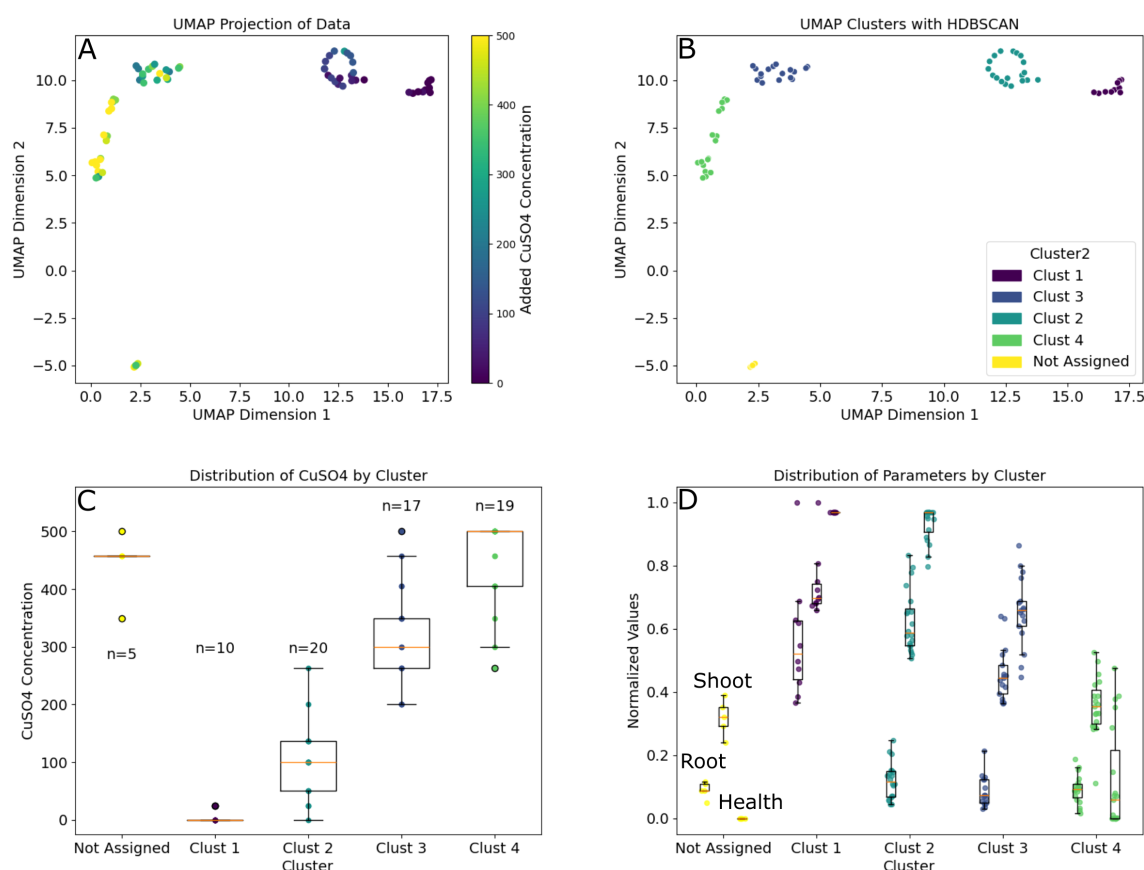 UMAP Projection of Data
A
10.0
7.5
5.0
2.5
0.0
−2.5
−5.0
UMAP Dimension 2
0.0 2.5 5.0 7.5 10.0 12.5 15.0 17.5
UMAP Dimension 1
500
400
300
200
100
0
Added CuSO4 Concentration
UMAP Clusters with HDBSCAN
B
10.0
7.5
5.0
2.5
0.0
−2.5
−5.0
UMAP Dimension 2
Cluster2
Clust 1
Clust 3
Clust 2
Clust 4
Not Assigned
0.0 2.5 5.0 7.5 10.0 12.5 15.0 17.5
UMAP Dimension 1
Distribution of CuSO4 by Cluster
C
n=17 n=19
n=5 n=10 n=20
500
400
300
200
100
0
CuSO4 Concentration
Not Assigned Clust 1 Clust 2 Clust 3 Clust 4
Cluster
Distribution of Parameters by Cluster
D
1.0
0.8
0.6
0.4
0.2
0.0
Normalized Values
Shoot
Root
Health
Not Assigned Clust 1 Clust 2 Clust 3 Clust 4
Cluster